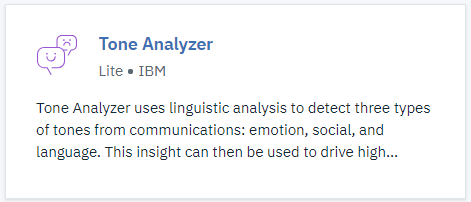 Tone Analyzer
Lite • IBM
Tone Analyzer uses linguistic analysis to detect three types
of tones from communications: emotion, social, and
language. This insight can then be used to drive high...